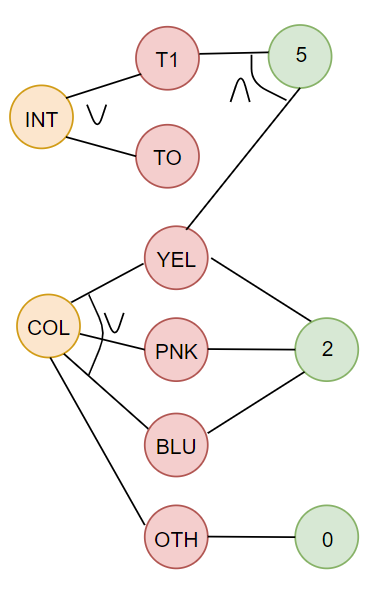 T1
5
INT
∨
∧
TO
YEL
COL
∨
PNK
2
BLU
OTH
0